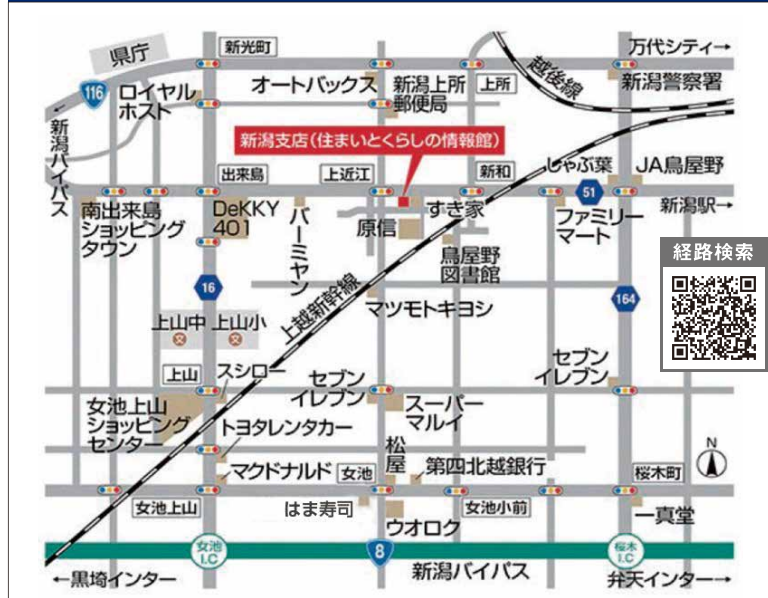 県庁
新光町
万代シティ→
越後線
116
ロイヤル
ホスト
オートバックス
新潟上所
郵便局
上所
新潟警察署
新潟バイパス
新潟支店(住まいとくらしの情報館)
出来島
上近江
新和
しゃぶ葉
JA鳥屋野
51
南出来島
ショッピング
タウン
DeKKY
401
バーミヤン
原信
すき家
ファミリー
マート
新潟駅→
鳥屋野
図書館
経路検索
16
上越新幹線
マツモトキヨシ
164
上山中
上山小
文
文
上山
スシロー
セブン
イレブン
セブン
イレブン
女池上山
ショッピング
センター
スーパー
マルイ
トヨタレンタカー
松屋
マクドナルド
女池
第四北越銀行
桜木町
N
女池上山
はま寿司
女池小前
ウオロク
一真堂
女池
I.C
8
桜木
I.C
←黒埼インター
新潟バイパス
弁天インター→